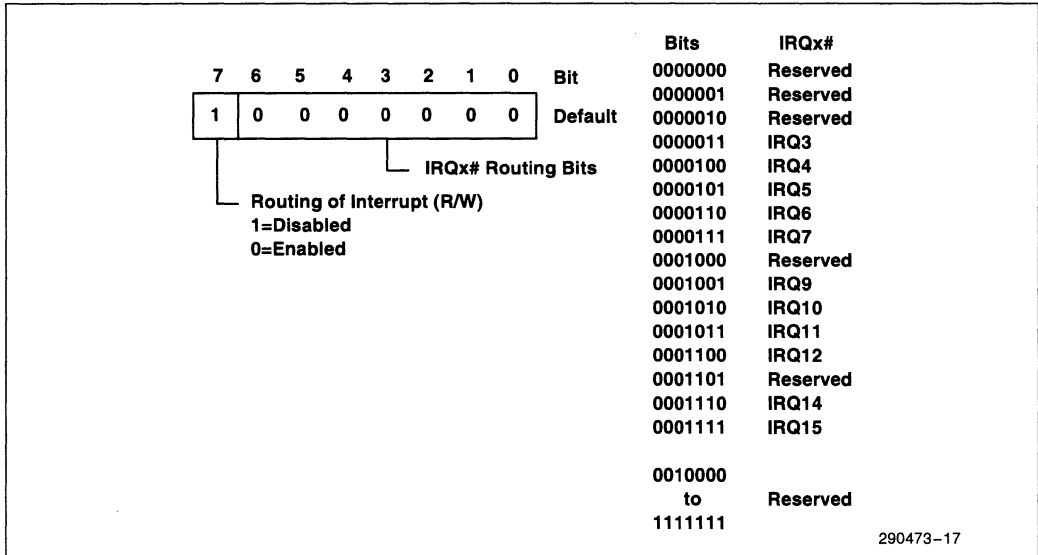 7 6 5 4 3 2 1 0 Bit
1 0 0 0 0 0 0 0 Default
IRQx# Routing Bits
Routing of Interrupt (R/W)
1=Disabled
0=Enabled
Bits IRQx#
0000000 Reserved
0000001 Reserved
0000010 Reserved
0000011 IRQ3
0000100 IRQ4
0000101 IRQ5
0000110 IRQ6
0000111 IRQ7
0001000 Reserved
0001001 IRQ9
0001010 IRQ10
0001011 IRQ11
0001100 IRQ12
0001101 Reserved
0001110 IRQ14
0001111 IRQ15
0010000
to Reserved
1111111
290473–17